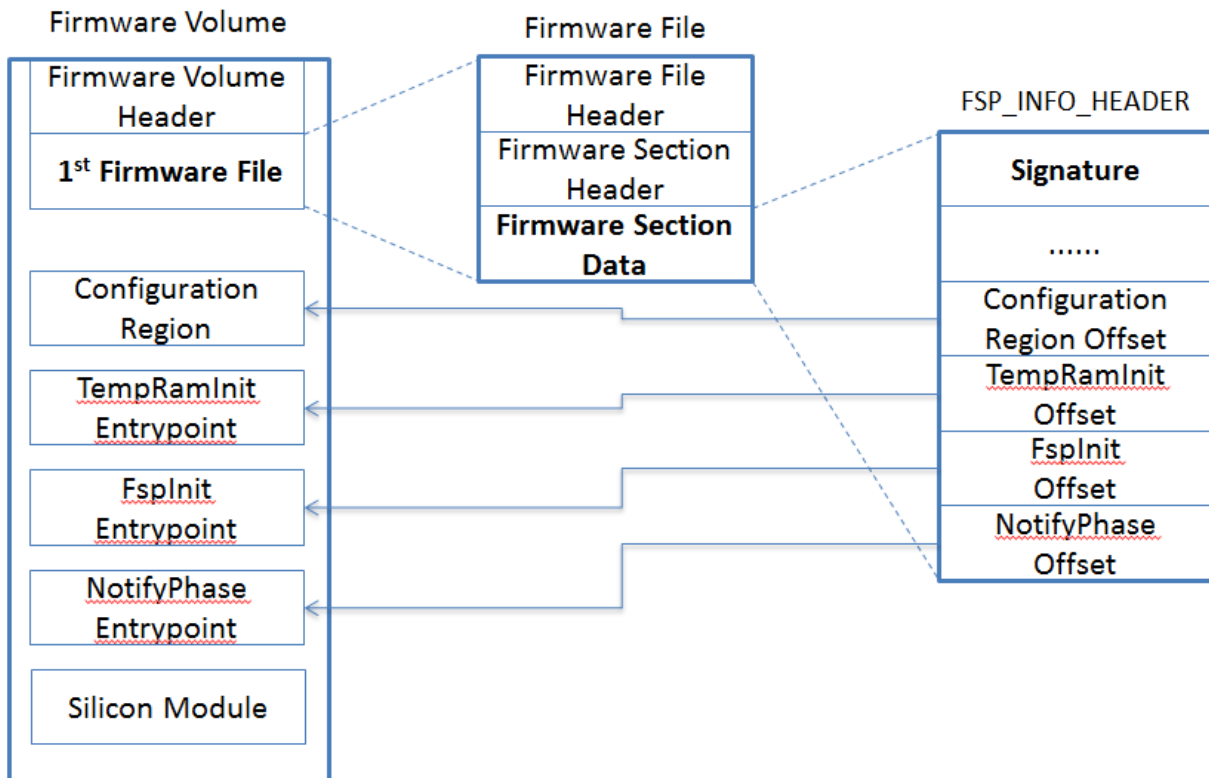 Firmware Volume
Firmware Volume
Header
1st Firmware File
Configuration
Region
TempRamInit
Entrypoint
FspInit
Entrypoint
NotifyPhase
Entrypoint
Silicon Module
Firmware File
Firmware File
Header
Firmware Section
Header
Firmware Section
Data
FSP_INFO_HEADER
Signature
......
Configuration
Region Offset
TempRamInit
Offset
FspInit
Offset
NotifyPhase
Offset